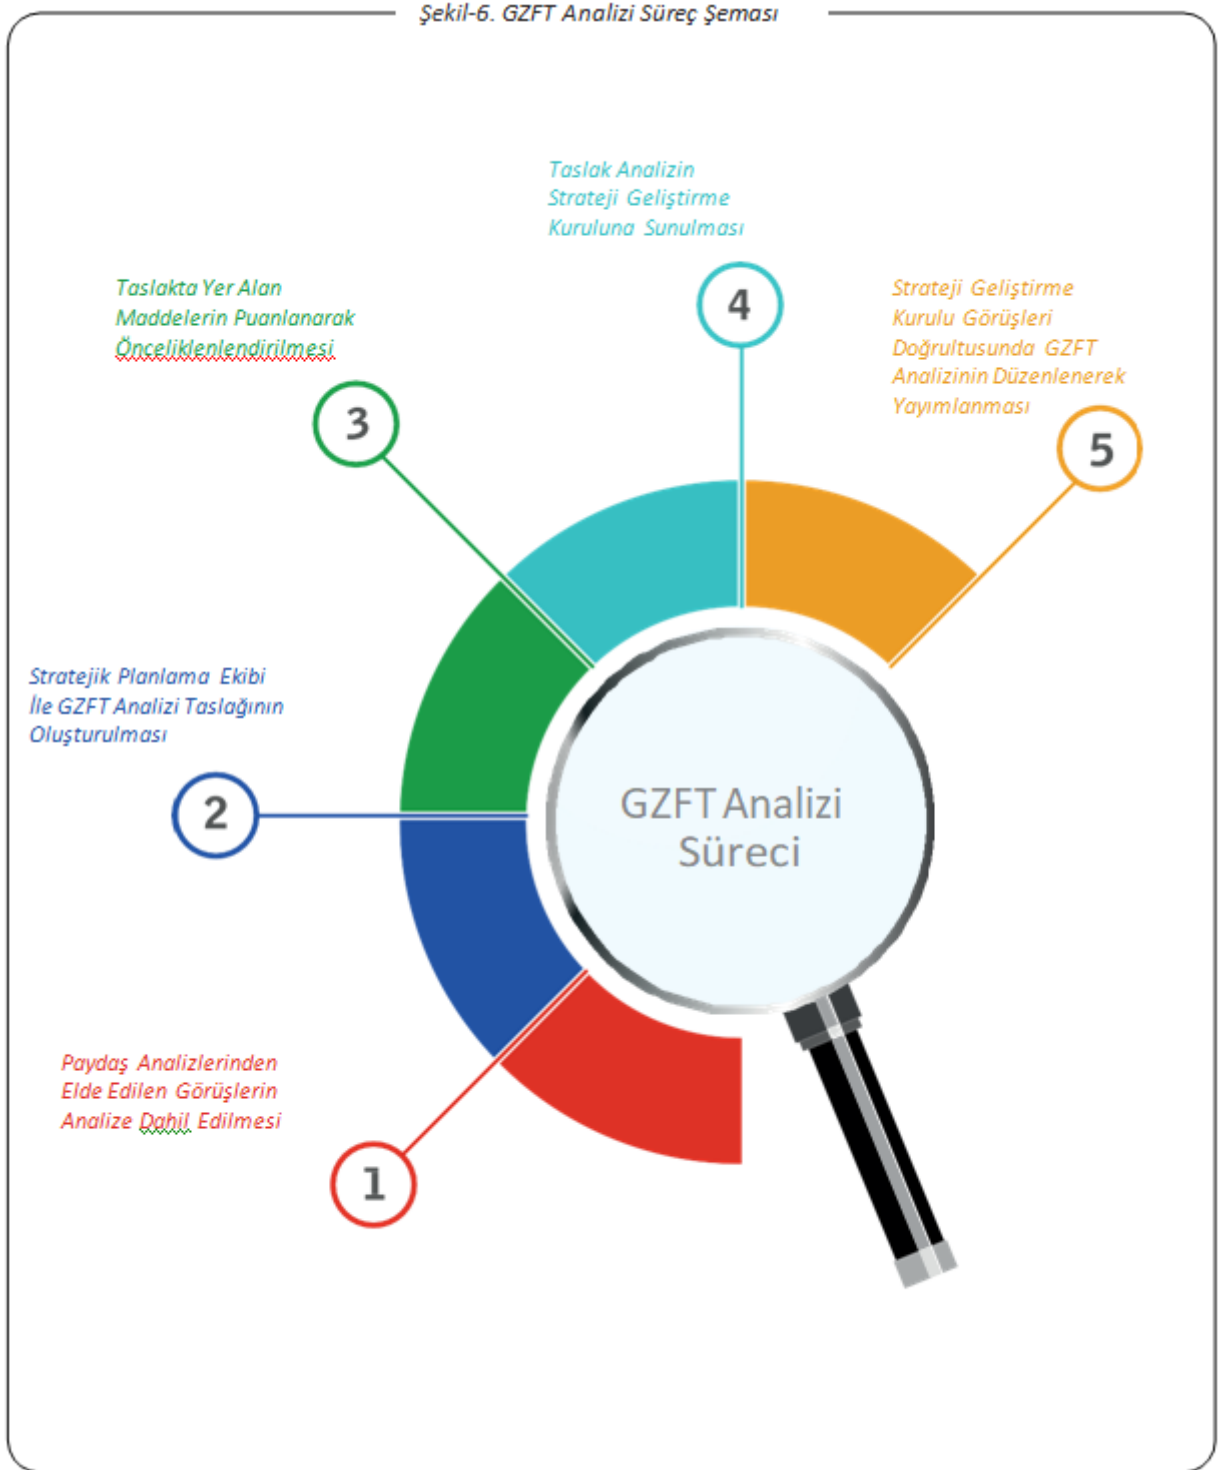 Şekil-6. GZFT Analizi Süreç Şeması
Taslak Analizin
Strateji Geliştirme
Kuruluna Sunulması
4
Taslakta Yer Alan
Maddelerin Puanlanarak
Önceliklenlendirilmesi
3
Strateji Geliştirme
Kurulu Görüşleri
Doğrultusunda GZFT
Analizinin Düzenlenerek
Yayımlanması
5
Stratejik Planlama Ekibi
İle GZFT Analizi Taslağının
Oluşturulması
2
GZFT Analizi
Süreci
Paydaş Analizlerinden
Elde Edilen Görüşlerin
Analize Dahil Edilmesi
1